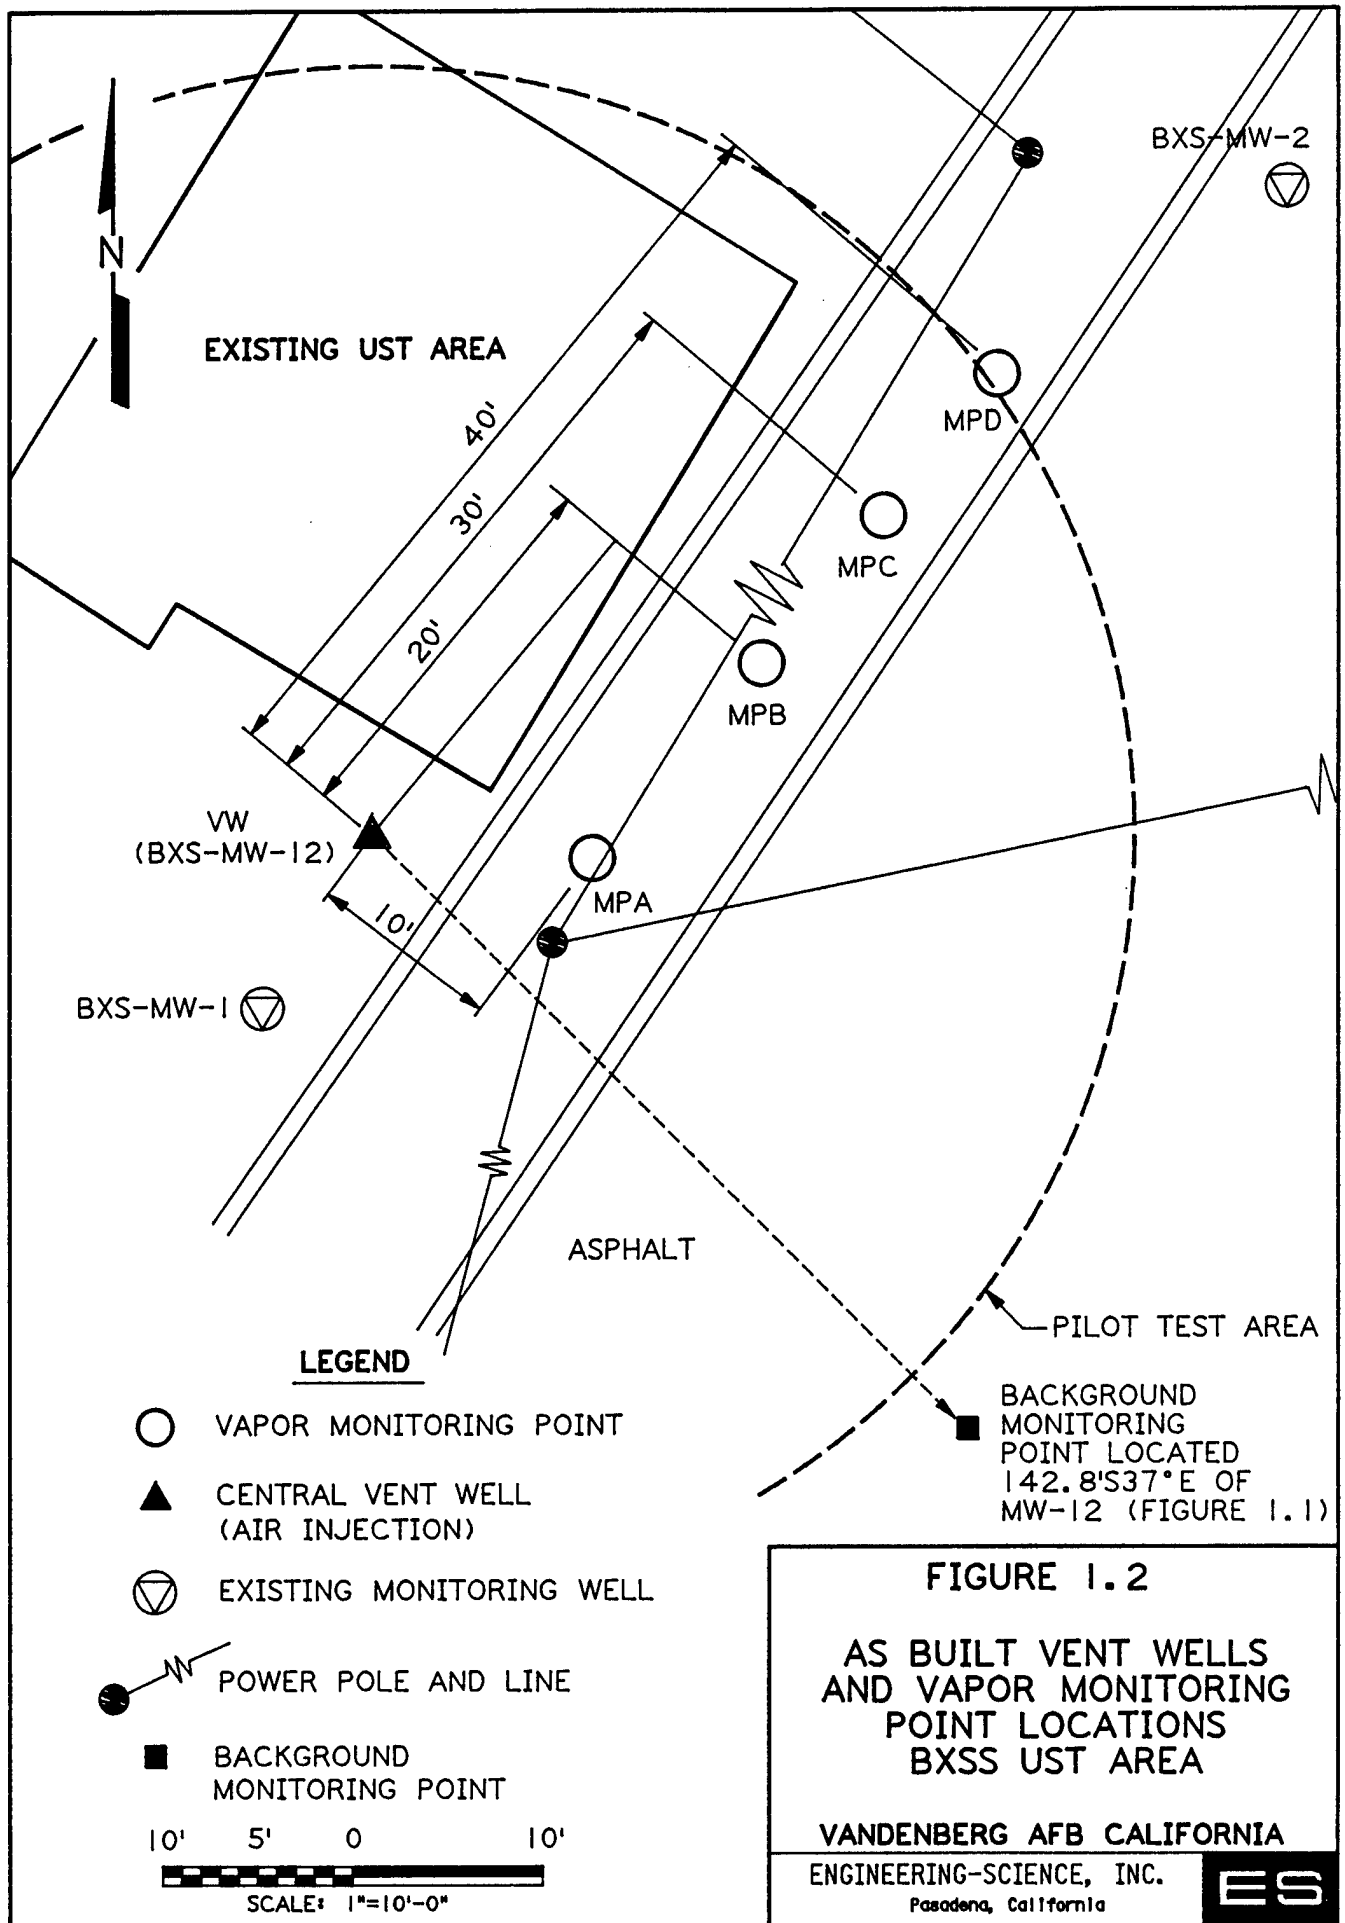 BXS-MW-2
N
EXISTING UST AREA
MPD
40'
30'
MPC
20'
MPB
VW
(BXS-MW-12)
MPA
10'
BXS-MW-1
ASPHALT
PILOT TEST AREA
BACKGROUND
MONITORING
POINT LOCATED
142.8'S37°E OF
MW-12 (FIGURE 1.1)
LEGEND
VAPOR MONITORING POINT
CENTRAL VENT WELL
(AIR INJECTION)
EXISTING MONITORING WELL
POWER POLE AND LINE
BACKGROUND
MONITORING POINT
10' 5' 0 10'
SCALE: 1"=10'-0"
FIGURE 1.2
AS BUILT VENT WELLS
AND VAPOR MONITORING
POINT LOCATIONS
BXSS UST AREA
VANDENBERG AFB CALIFORNIA
ENGINEERING-SCIENCE, INC.
Pasadena, California
ES